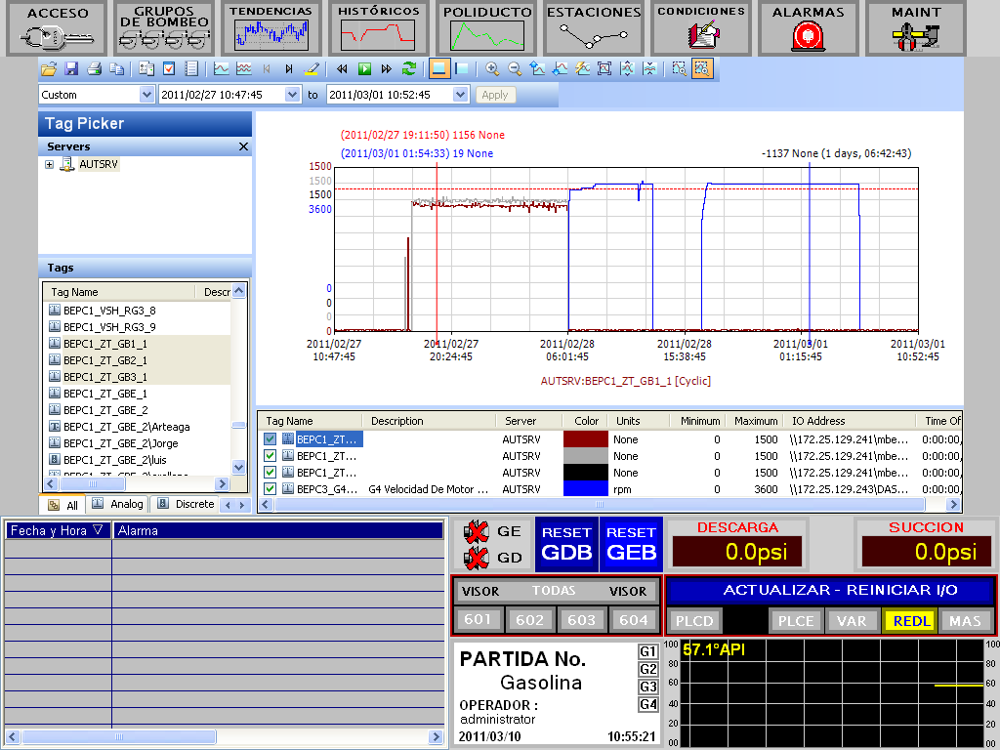 ACCESO
GRUPOS
DE BOMBEO
TENDENCIAS
HISTÓRICOS
POLIDUCTO
ESTACIONES
CONDICIONES
ALARMAS
MAINT
Custom
2011/02/27 10:47:45
to
2011/03/01 10:52:45
Apply
Tag Picker
Servers
AUTSRV
Tags
Tag Name
Descr
BEPC1_VSH_RG3_8
BEPC1_VSH_RG3_9
BEPC1_ZT_GB1_1
BEPC1_ZT_GB2_1
BEPC1_ZT_GB3_1
BEPC1_ZT_GBE_1
BEPC1_ZT_GBE_2
BEPC1_ZT_GBE_2\Arteaga
BEPC1_ZT_GBE_2\Jorge
BEPC1_ZT_GBE_2\luis
All
Analog
Discrete
(2011/02/27 19:11:50) 1156 None
(2011/03/01 01:54:33) 19 None
-1137 None (1 days, 06:42:43)
1500
1500
1500
3600
0
0
0
0
2011/02/27 2011/02/27 2011/02/28 2011/02/28 2011/03/01 2011/03/01
10:47:45 20:24:45 06:01:45 15:38:45 01:15:45 10:52:45
AUTSRV:BEPC1_ZT_GB1_1 [Cyclic]
Tag Name Description Server Color Units Minimum Maximum IO Address Time Of
BEPC1_ZT... AUTSRV None 0 1500 \\172.25.129.241\mbe... 0:00:00,
BEPC1_ZT... AUTSRV None 0 1500 \\172.25.129.241\mbe... 0:00:00,
BEPC1_ZT... AUTSRV None 0 1500 \\172.25.129.241\mbe... 0:00:00,
BEPC3_G4... G4 Velocidad De Motor ... AUTSRV rpm 0 3600 \\172.25.129.243\DAS... 0:00:00,
Fecha y Hora Alarma
GE
GD
RESET
GDB
RESET
GEB
DESCARGA
0.0psi
SUCCION
0.0psi
VISOR TODAS VISOR
601 602 603 604
ACTUALIZAR - REINICIAR I/O
PLCD PLCE VAR REDL MAS
PARTIDA No.
Gasolina
OPERADOR :
administrator
2011/03/10 10:55:21
G1
G2
G3
G4
57.1°API
100
80
60
40
20
00
100
80
60
40
20
00